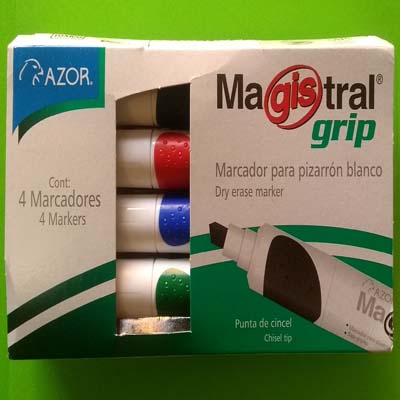 AZOR®
Magistral®
grip
Marcador para pizarrón blanco
Dry erase marker
Cont:
4 Marcadores
4 Markers
Punta de cincel
Chisel tip
AZOR
Mag